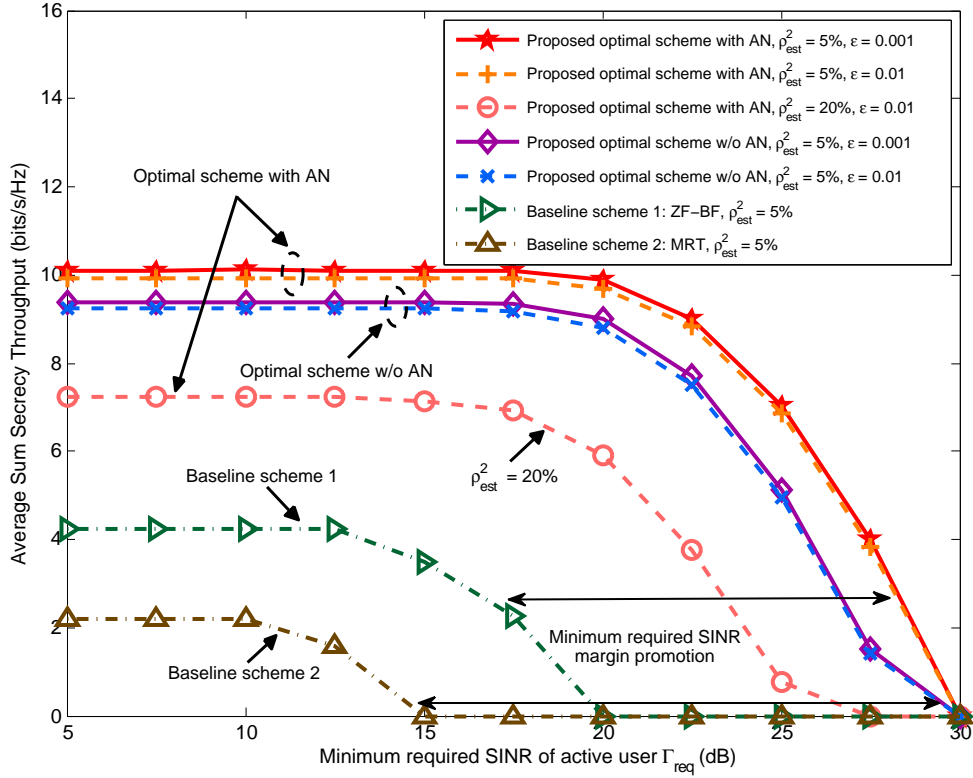 Proposed optimal scheme with AN, ρ²est = 5%, ε = 0.001
Proposed optimal scheme with AN, ρ²est = 5%, ε = 0.01
Proposed optimal scheme with AN, ρ²est = 20%, ε = 0.01
Proposed optimal scheme w/o AN, ρ²est = 5%, ε = 0.001
Proposed optimal scheme w/o AN, ρ²est = 5%, ε = 0.01
Baseline scheme 1: ZF−BF, ρ²est = 5%
Baseline scheme 2: MRT, ρ²est = 5%
Optimal scheme with AN
Optimal scheme w/o AN
ρ²est = 20%
Baseline scheme 1
Baseline scheme 2
Minimum required SINR
margin promotion
Average Sum Secrecy Throughput (bits/s/Hz)
16
14
12
10
8
6
4
2
0
5
10
15
20
25
30
Minimum required SINR of active user Γreq (dB)